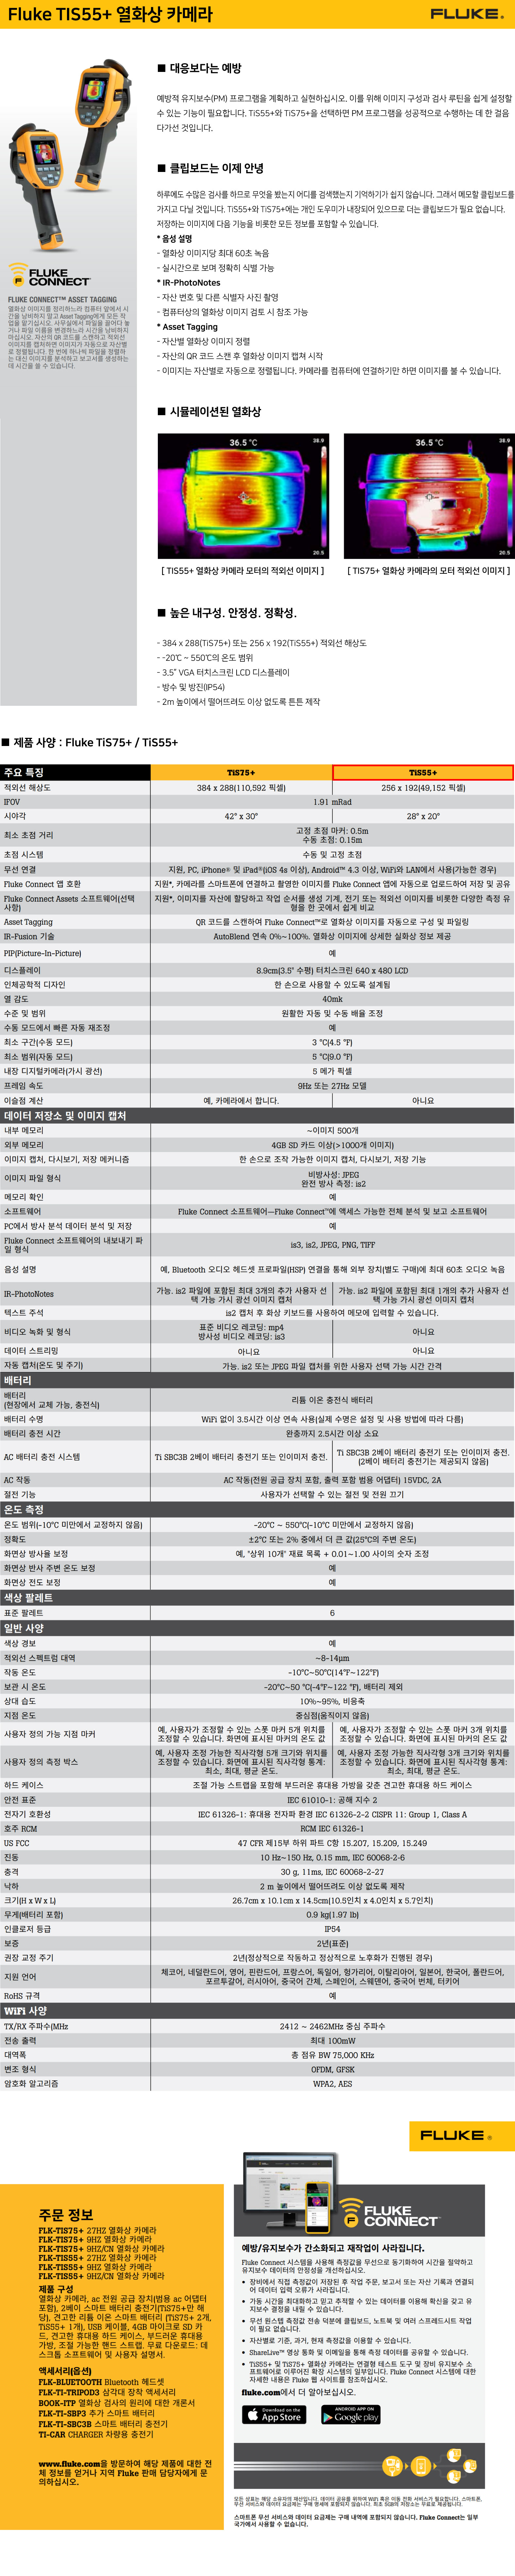 Fluke TIS55+ 열화상 카메라
FLUKE®
■ 대응보다는 예방
예방적 유지보수(PM) 프로그램을 계획하고 실현하십시오. 이를 위해 이미지 구성과 검사 루틴을 쉽게 설정할
수 있는 기능이 필요합니다. TiS55+와 TiS75+을 선택하면 PM 프로그램을 성공적으로 수행하는 데 한 걸음
다가선 것입니다.
■ 클립보드는 이제 안녕
하루에도 수많은 검사를 하므로 무엇을 봤는지 어디를 검색했는지 기억하기가 쉽지 않습니다. 그래서 메모할 클립보드를
가지고 다닐 것입니다. TiS55+와 TiS75+에는 개인 도우미가 내장되어 있으므로 더는 클립보드가 필요 없습니다.
저장하는 이미지에 다음 기능을 비롯한 모든 정보를 포함할 수 있습니다.
* 음성 설명
- 열화상 이미지당 최대 60초 녹음
- 실시간으로 보며 정확히 식별 가능
* IR-PhotoNotes
- 자산 번호 및 다른 식별자 사진 촬영
- 컴퓨터상의 열화상 이미지 검토 시 참조 가능
* Asset Tagging
- 자산별 열화상 이미지 정렬
- 자산의 QR 코드 스캔 후 열화상 이미지 캡쳐 시작
- 이미지는 자산별로 자동으로 정렬됩니다. 카메라를 컴퓨터에 연결하기만 하면 이미지를 볼 수 있습니다.
FLUKE
CONNECT™
FLUKE CONNECT™ ASSET TAGGING
열화상 이미지를 정리하느라 컴퓨터 앞에서 시
간을 낭비하지 말고 Asset Tagging에게 모든 작
업을 맡기십시오. 사무실에서 파일을 끌어다 놓
거나 파일 이름을 변경하느라 시간을 낭비하지
마십시오. 자산의 QR 코드를 스캔하고 적외선
이미지를 캡처하면 이미지가 자동으로 자산별
로 정렬됩니다. 한 번에 하나씩 파일을 정렬하
는 대신 이미지를 분석하고 보고서를 생성하는
데 시간을 쓸 수 있습니다.
■ 시뮬레이션된 열화상
36.5 °C 38.9 20.5
36.5 °C 38.9 20.5
[ TIS55+ 열화상 카메라 모터의 적외선 이미지 ] [ TIS75+ 열화상 카메라의 모터 적외선 이미지 ]
■ 높은 내구성. 안정성. 정확성.
- 384 x 288(TiS75+) 또는 256 x 192(TiS55+) 적외선 해상도
- -20℃ ~ 550℃의 온도 범위
- 3.5” VGA 터치스크린 LCD 디스플레이
- 방수 및 방진(IP54)
- 2m 높이에서 떨어뜨려도 이상 없도록 튼튼 제작
■ 제품 사양 : Fluke TiS75+ / TiS55+
주요 특징 TiS75+ TiS55+
적외선 해상도 384 x 288(110,592 픽셀) 256 x 192(49,152 픽셀)
IFOV 1.91 mRad
시야각 42° x 30° 28° x 20°
최소 초점 거리 고정 초점 마커: 0.5m
수동 초점: 0.15m
초점 시스템 수동 및 고정 초점
무선 연결 지원, PC, iPhone® 및 iPad®(iOS 4s 이상), Android™ 4.3 이상, WiFi와 LAN에서 사용(가능한 경우)
Fluke Connect 앱 호환 지원*, 카메라를 스마트폰에 연결하고 촬영한 이미지를 Fluke Connect 앱에 자동으로 업로드하여 저장 및 공유
Fluke Connect Assets 소프트웨어(선택
사항) 지원*, 이미지를 자산에 할당하고 작업 순서를 생성 기계, 전기 또는 적외선 이미지를 비롯한 다양한 측정 유
형을 한 곳에서 쉽게 비교
Asset Tagging QR 코드를 스캔하여 Fluke Connect™로 열화상 이미지를 자동으로 구성 및 파일링
IR-Fusion 기술 AutoBlend 연속 0%~100%. 열화상 이미지에 상세한 실화상 정보 제공
PIP(Picture-In-Picture) 예
디스플레이 8.9cm(3.5" 수평) 터치스크린 640 x 480 LCD
인체공학적 디자인 한 손으로 사용할 수 있도록 설계됨
열 감도 40mk
수준 및 범위 원활한 자동 및 수동 배율 조정
수동 모드에서 빠른 자동 재조정 예
최소 구간(수동 모드) 3 °C(4.5 °F)
최소 범위(자동 모드) 5 °C(9.0 °F)
내장 디지털카메라(가시 광선) 5 메가 픽셀
프레임 속도 9Hz 또는 27Hz 모델
이슬점 계산 예, 카메라에서 합니다. 아니요
데이터 저장소 및 이미지 캡처
내부 메모리 ~이미지 500개
외부 메모리 4GB SD 카드 이상(>1000개 이미지)
이미지 캡처, 다시보기, 저장 메커니즘 한 손으로 조작 가능한 이미지 캡처, 다시보기, 저장 기능
이미지 파일 형식 비방사성: JPEG
완전 방사 측정: is2
메모리 확인 예
소프트웨어 Fluke Connect 소프트웨어—Fluke Connect™에 액세스 가능한 전체 분석 및 보고 소프트웨어
PC에서 방사 분석 데이터 분석 및 저장 예
Fluke Connect 소프트웨어의 내보내기 파
일 형식 is3, is2, JPEG, PNG, TIFF
음성 설명 예, Bluetooth 오디오 헤드셋 프로파일(HSP) 연결을 통해 외부 장치(별도 구매)에 최대 60초 오디오 녹음
IR-PhotoNotes 가능. is2 파일에 포함된 최대 3개의 추가 사용자 선
택 가능 가시 광선 이미지 캡처 가능. is2 파일에 포함된 최대 1개의 추가 사용자 선
택 가능 가시 광선 이미지 캡처
텍스트 주석 is2 캡처 후 화상 키보드를 사용하여 메모에 입력할 수 있습니다.
비디오 녹화 및 형식 표준 비디오 레코딩: mp4
방사성 비디오 레코딩: is3 아니요
데이터 스트리밍 아니요 아니요
자동 캡처(온도 및 주기) 가능. is2 또는 JPEG 파일 캡처를 위한 사용자 선택 가능 시간 간격
배터리
배터리
(현장에서 교체 가능, 충전식) 리튬 이온 충전식 배터리
배터리 수명 WiFi 없이 3.5시간 이상 연속 사용(실제 수명은 설정 및 사용 방법에 따라 다름)
배터리 충전 시간 완충까지 2.5시간 이상 소요
AC 배터리 충전 시스템 Ti SBC3B 2베이 배터리 충전기 또는 인이미저 충전. Ti SBC3B 2베이 배터리 충전기 또는 인이미저 충전.
(2베이 배터리 충전기는 제공되지 않음)
AC 작동 AC 작동(전원 공급 장치 포함, 출력 포함 범용 어댑터) 15VDC, 2A
절전 기능 사용자가 선택할 수 있는 절전 및 전원 끄기
온도 측정
온도 범위(-10°C 미만에서 교정하지 않음) -20°C ~ 550°C(-10°C 미만에서 교정하지 않음)
정확도 ±2°C 또는 2% 중에서 더 큰 값(25°C의 주변 온도)
화면상 방사율 보정 예, "상위 10개" 재료 목록 + 0.01~1.00 사이의 숫자 조정
화면상 반사 주변 온도 보정 예
화면상 전도 보정 예
색상 팔레트
표준 팔레트 6
일반 사양
색상 경보 예
적외선 스펙트럼 대역 ~8-14μm
작동 온도 -10°C~50°C(14°F~122°F)
보관 시 온도 -20°C~50 °C(-4°F~122 °F), 배터리 제외
상대 습도 10%~95%, 비응축
지점 온도 중심점(움직이지 않음)
사용자 정의 가능 지점 마커 예, 사용자가 조정할 수 있는 스폿 마커 5개 위치를
조정할 수 있습니다. 화면에 표시된 마커의 온도 값 예, 사용자가 조정할 수 있는 스폿 마커 3개 위치를
조정할 수 있습니다. 화면에 표시된 마커의 온도 값
사용자 정의 측정 박스 예, 사용자 조정 가능한 직사각형 5개 크기와 위치를
조정할 수 있습니다. 화면에 표시된 직사각형 통계:
최소, 최대, 평균 온도. 예, 사용자 조정 가능한 직사각형 3개 크기와 위치를
조정할 수 있습니다. 화면에 표시된 직사각형 통계:
최소, 최대, 평균 온도.
하드 케이스 조절 가능 스트랩을 포함해 부드러운 휴대용 가방을 갖춘 견고한 휴대용 하드 케이스
안전 표준 IEC 61010-1: 공해 지수 2
전자기 호환성 IEC 61326-1: 휴대용 전자파 환경 IEC 61326-2-2 CISPR 11: Group 1, Class A
호주 RCM RCM IEC 61326-1
US FCC 47 CFR 제15부 하위 파트 C항 15.207, 15.209, 15.249
진동 10 Hz~150 Hz, 0.15 mm, IEC 60068-2-6
충격 30 g, 11ms, IEC 60068-2-27
낙하 2 m 높이에서 떨어뜨려도 이상 없도록 제작
크기(H x W x L) 26.7cm x 10.1cm x 14.5cm(10.5인치 x 4.0인치 x 5.7인치)
무게(배터리 포함) 0.9 kg(1.97 lb)
인클로저 등급 IP54
보증 2년(표준)
권장 교정 주기 2년(정상적으로 작동하고 정상적으로 노후화가 진행된 경우)
지원 언어 체코어, 네덜란드어, 영어, 핀란드어, 프랑스어, 독일어, 헝가리어, 이탈리아어, 일본어, 한국어, 폴란드어,
포르투갈어, 러시아어, 중국어 간체, 스페인어, 스웨덴어, 중국어 번체, 터키어
RoHS 규격 예
WiFi 사양
TX/RX 주파수(MHz 2412 ~ 2462MHz 중심 주파수
전송 출력 최대 100mW
대역폭 총 점유 BW 75,000 KHz
변조 형식 OFDM, GFSK
암호화 알고리즘 WPA2, AES
FLUKE®
주문 정보
FLK-TIS75+ 27HZ 열화상 카메라
FLK-TIS75+ 9HZ 열화상 카메라
FLK-TIS75+ 9HZ/CN 열화상 카메라
FLK-TIS55+ 27HZ 열화상 카메라
FLK-TIS55+ 9HZ 열화상 카메라
FLK-TIS55+ 9HZ/CN 열화상 카메라
제품 구성
열화상 카메라, ac 전원 공급 장치(범용 ac 어댑터
포함), 2베이 스마트 배터리 충전기(TiS75+만 해
당), 견고한 리튬 이온 스마트 배터리 (TiS75+ 2개,
TiS55+ 1개), USB 케이블, 4GB 마이크로 SD 카
드, 견고한 휴대용 하드 케이스, 부드러운 휴대용
가방, 조절 가능한 핸드 스트랩. 무료 다운로드: 데
스크톱 소프트웨어 및 사용자 설명서.
액세서리(옵션)
FLK-BLUETOOTH Bluetooth 헤드셋
FLK-TI-TRIPOD3 삼각대 장착 액세서리
BOOK-ITP 열화상 검사의 원리에 대한 개론서
FLK-TI-SBP3 추가 스마트 배터리
FLK-TI-SBC3B 스마트 배터리 충전기
TI-CAR CHARGER 차량용 충전기
www.fluke.com을 방문하여 해당 제품에 대한 전
체 정보를 얻거나 지역 Fluke 판매 담당자에게 문
의하십시오.
FLUKE
CONNECT™
예방/유지보수가 간소화되고 재작업이 사라집니다.
Fluke Connect 시스템을 사용해 측정값을 무선으로 동기화하여 시간을 절약하고
유지보수 데이터의 안정성을 개선하십시오.
• 장비에서 직접 측정값이 저장된 후 작업 주문, 보고서 또는 자산 기록과 연결되
어 데이터 입력 오류가 사라집니다.
• 가동 시간을 최대화하고 믿고 추적할 수 있는 데이터를 이용해 확신을 갖고 유
지보수 결정을 내릴 수 있습니다.
• 무선 원스텝 측정값 전송 덕분에 클립보드, 노트북 및 여러 스프레드시트 작업
이 필요 없습니다.
• 자산별로 기준, 과거, 현재 측정값을 이용할 수 있습니다.
• ShareLive™ 영상 통화 및 이메일을 통해 측정 데이터를 공유할 수 있습니다.
• TiS55+ 및 TiS75+ 열화상 카메라는 연결형 테스트 도구 및 장비 유지보수 소
프트웨어로 이루어진 확장 시스템의 일부입니다. Fluke Connect 시스템에 대한
자세한 내용은 Fluke 웹 사이트를 참조하십시오.
fluke.com에서 더 알아보십시오.
Download on the
App Store
ANDROID APP ON
Google play
모든 상표는 해당 소유자의 재산입니다. 데이터 공유를 위하여 WiFi 혹은 이동 전화 서비스가 필요합니다. 스마트폰,
무선 서비스와 데이터 요금제는 구매 명세에 포함되지 않습니다. 최초 5GB의 저장소는 무료로 제공됩니다.
스마트폰 무선 서비스와 데이터 요금제는 구매 내역에 포함되지 않습니다. Fluke Connect는 일부
국가에서 사용할 수 없습니다.